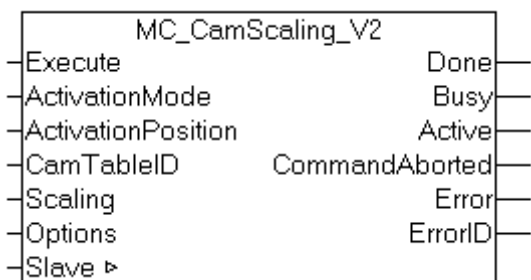 MC_CamScaling_V2
Execute Done
ActivationMode Busy
ActivationPosition Active
CamTableID CommandAborted
Scaling Error
Options ErrorID
Slave